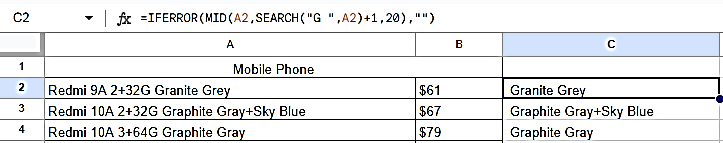 C2 fx =IFERROR(MID(A2,SEARCH("G ",A2)+1,20),"")
A B C
1 Mobile Phone
2 Redmi 9A 2+32G Granite Grey $61 Granite Grey
3 Redmi 10A 2+32G Graphite Gray+Sky Blue $67 Graphite Gray+Sky Blue
4 Redmi 10A 3+64G Graphite Gray $79 Graphite Gray